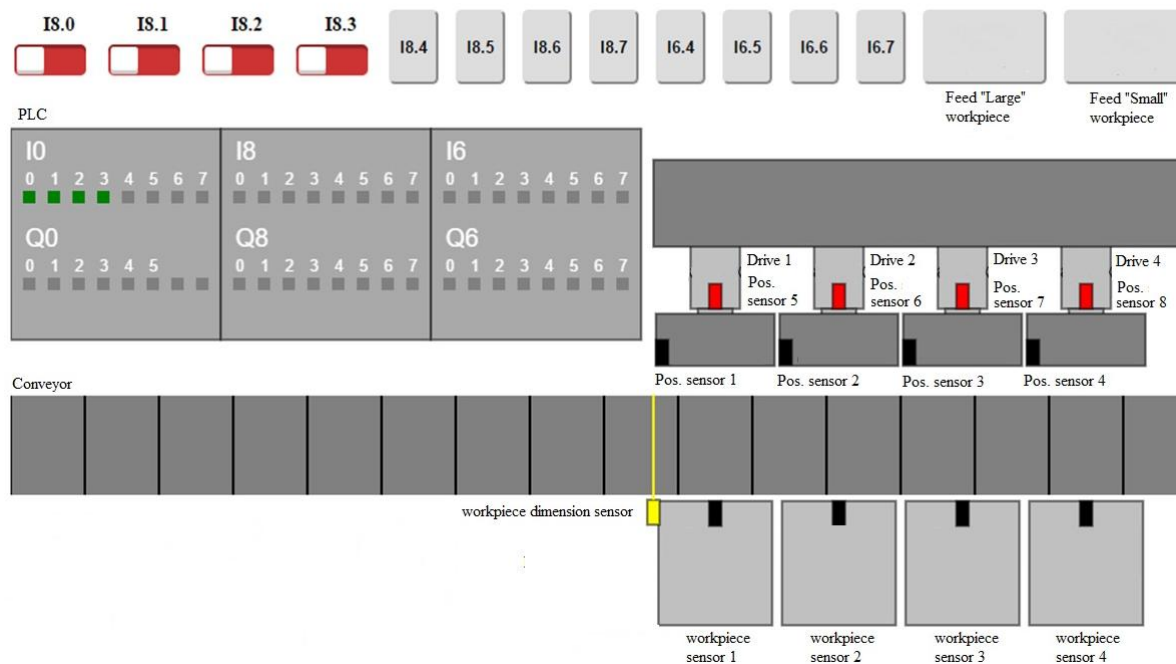 I8.0 I8.1 I8.2 I8.3
I8.4 I8.5 I8.6 I8.7 I6.4 I6.5 I6.6 I6.7
Feed "Large"
workpiece
Feed "Small"
workpiece
PLC
I0 I8 I6
0 1 2 3 4 5 6 7 0 1 2 3 4 5 6 7 0 1 2 3 4 5 6 7
Q0 Q8 Q6
0 1 2 3 4 5 0 1 2 3 4 5 6 7 0 1 2 3 4 5 6 7
Drive 1
Pos.
sensor 5
Drive 2
Pos.
sensor 6
Drive 3
Pos.
sensor 7
Drive 4
Pos.
sensor 8
Pos. sensor 1 Pos. sensor 2 Pos. sensor 3 Pos. sensor 4
Conveyor
workpiece dimension sensor
workpiece
sensor 1
workpiece
sensor 2
workpiece
sensor 3
workpiece
sensor 4